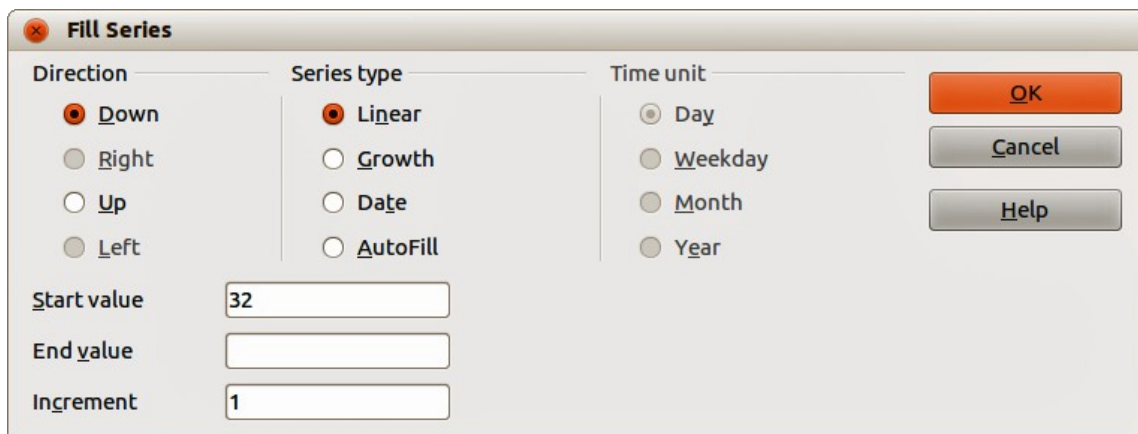 Fill Series
Direction
Down
Right
Up
Left
Series type
Linear
Growth
Date
AutoFill
Time unit
Day
Weekday
Month
Year
OK
Cancel
Help
Start value 32
End value
Increment 1